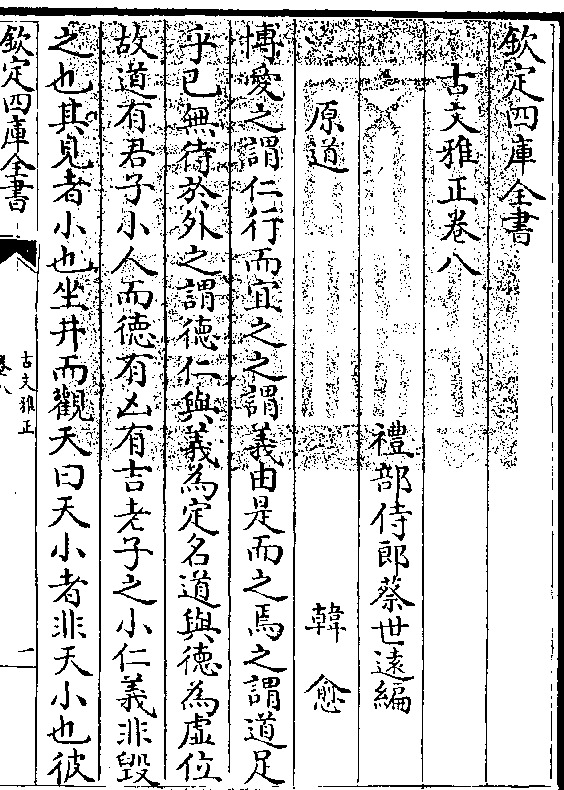 欽定四庫全書
古文雅正卷八
禮部侍郎蔡世遠編
原道 韓愈
博愛之謂仁行而宜之之謂義由是而之焉之謂道足
乎已無待於外之謂德仁與義為定名道與德為虛位
故道有君子小人而德有凶有吉老子之小仁義非毀
之也其見者小也坐井而觀天曰天小者非天小也彼
欽定四庫全書
古文雅正
卷八
一